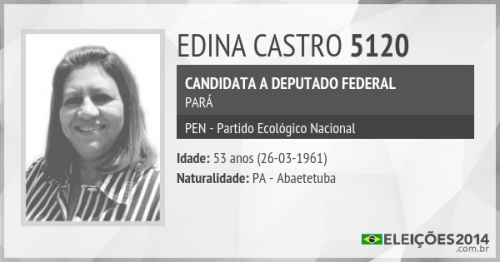 EDINA CASTRO 5120
CANDIDATA A DEPUTADO FEDERAL
PARÁ
PEN - Partido Ecológico Nacional
Idade: 53 anos (26-03-1961)
Naturalidade: PA - Abaetetuba
ELEIÇÕES2014
.com.br